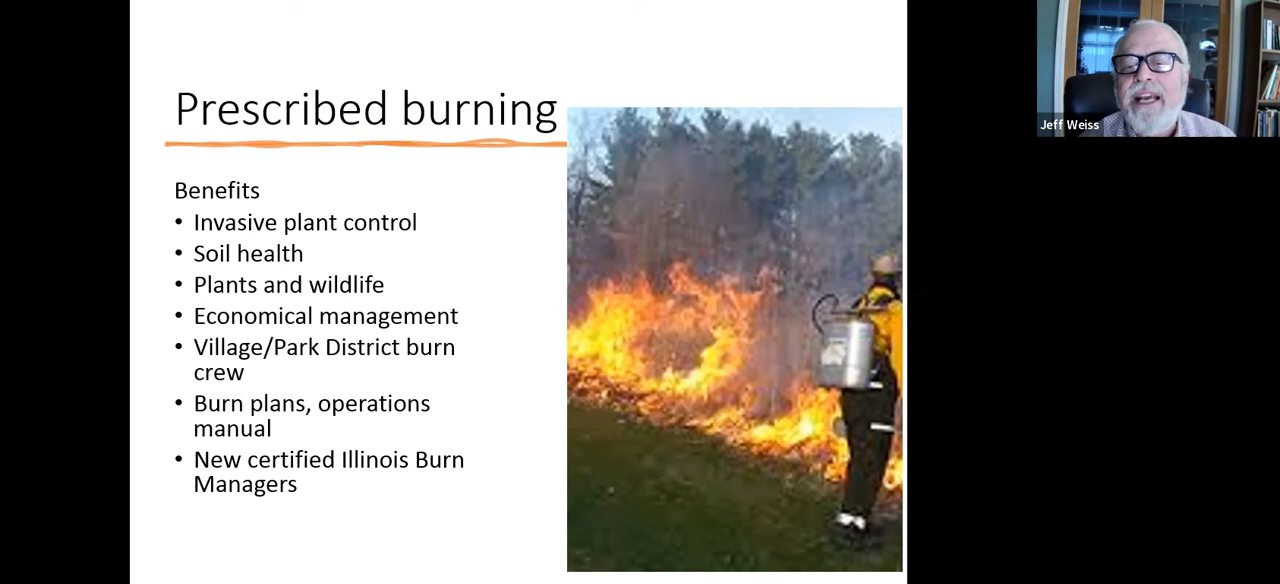 Prescribed burning
Benefits
• Invasive plant control
• Soil health
• Plants and wildlife
• Economical management
• Village/Park District burn
crew
• Burn plans, operations
manual
• New certified Illinois Burn
Managers
Jeff Weiss